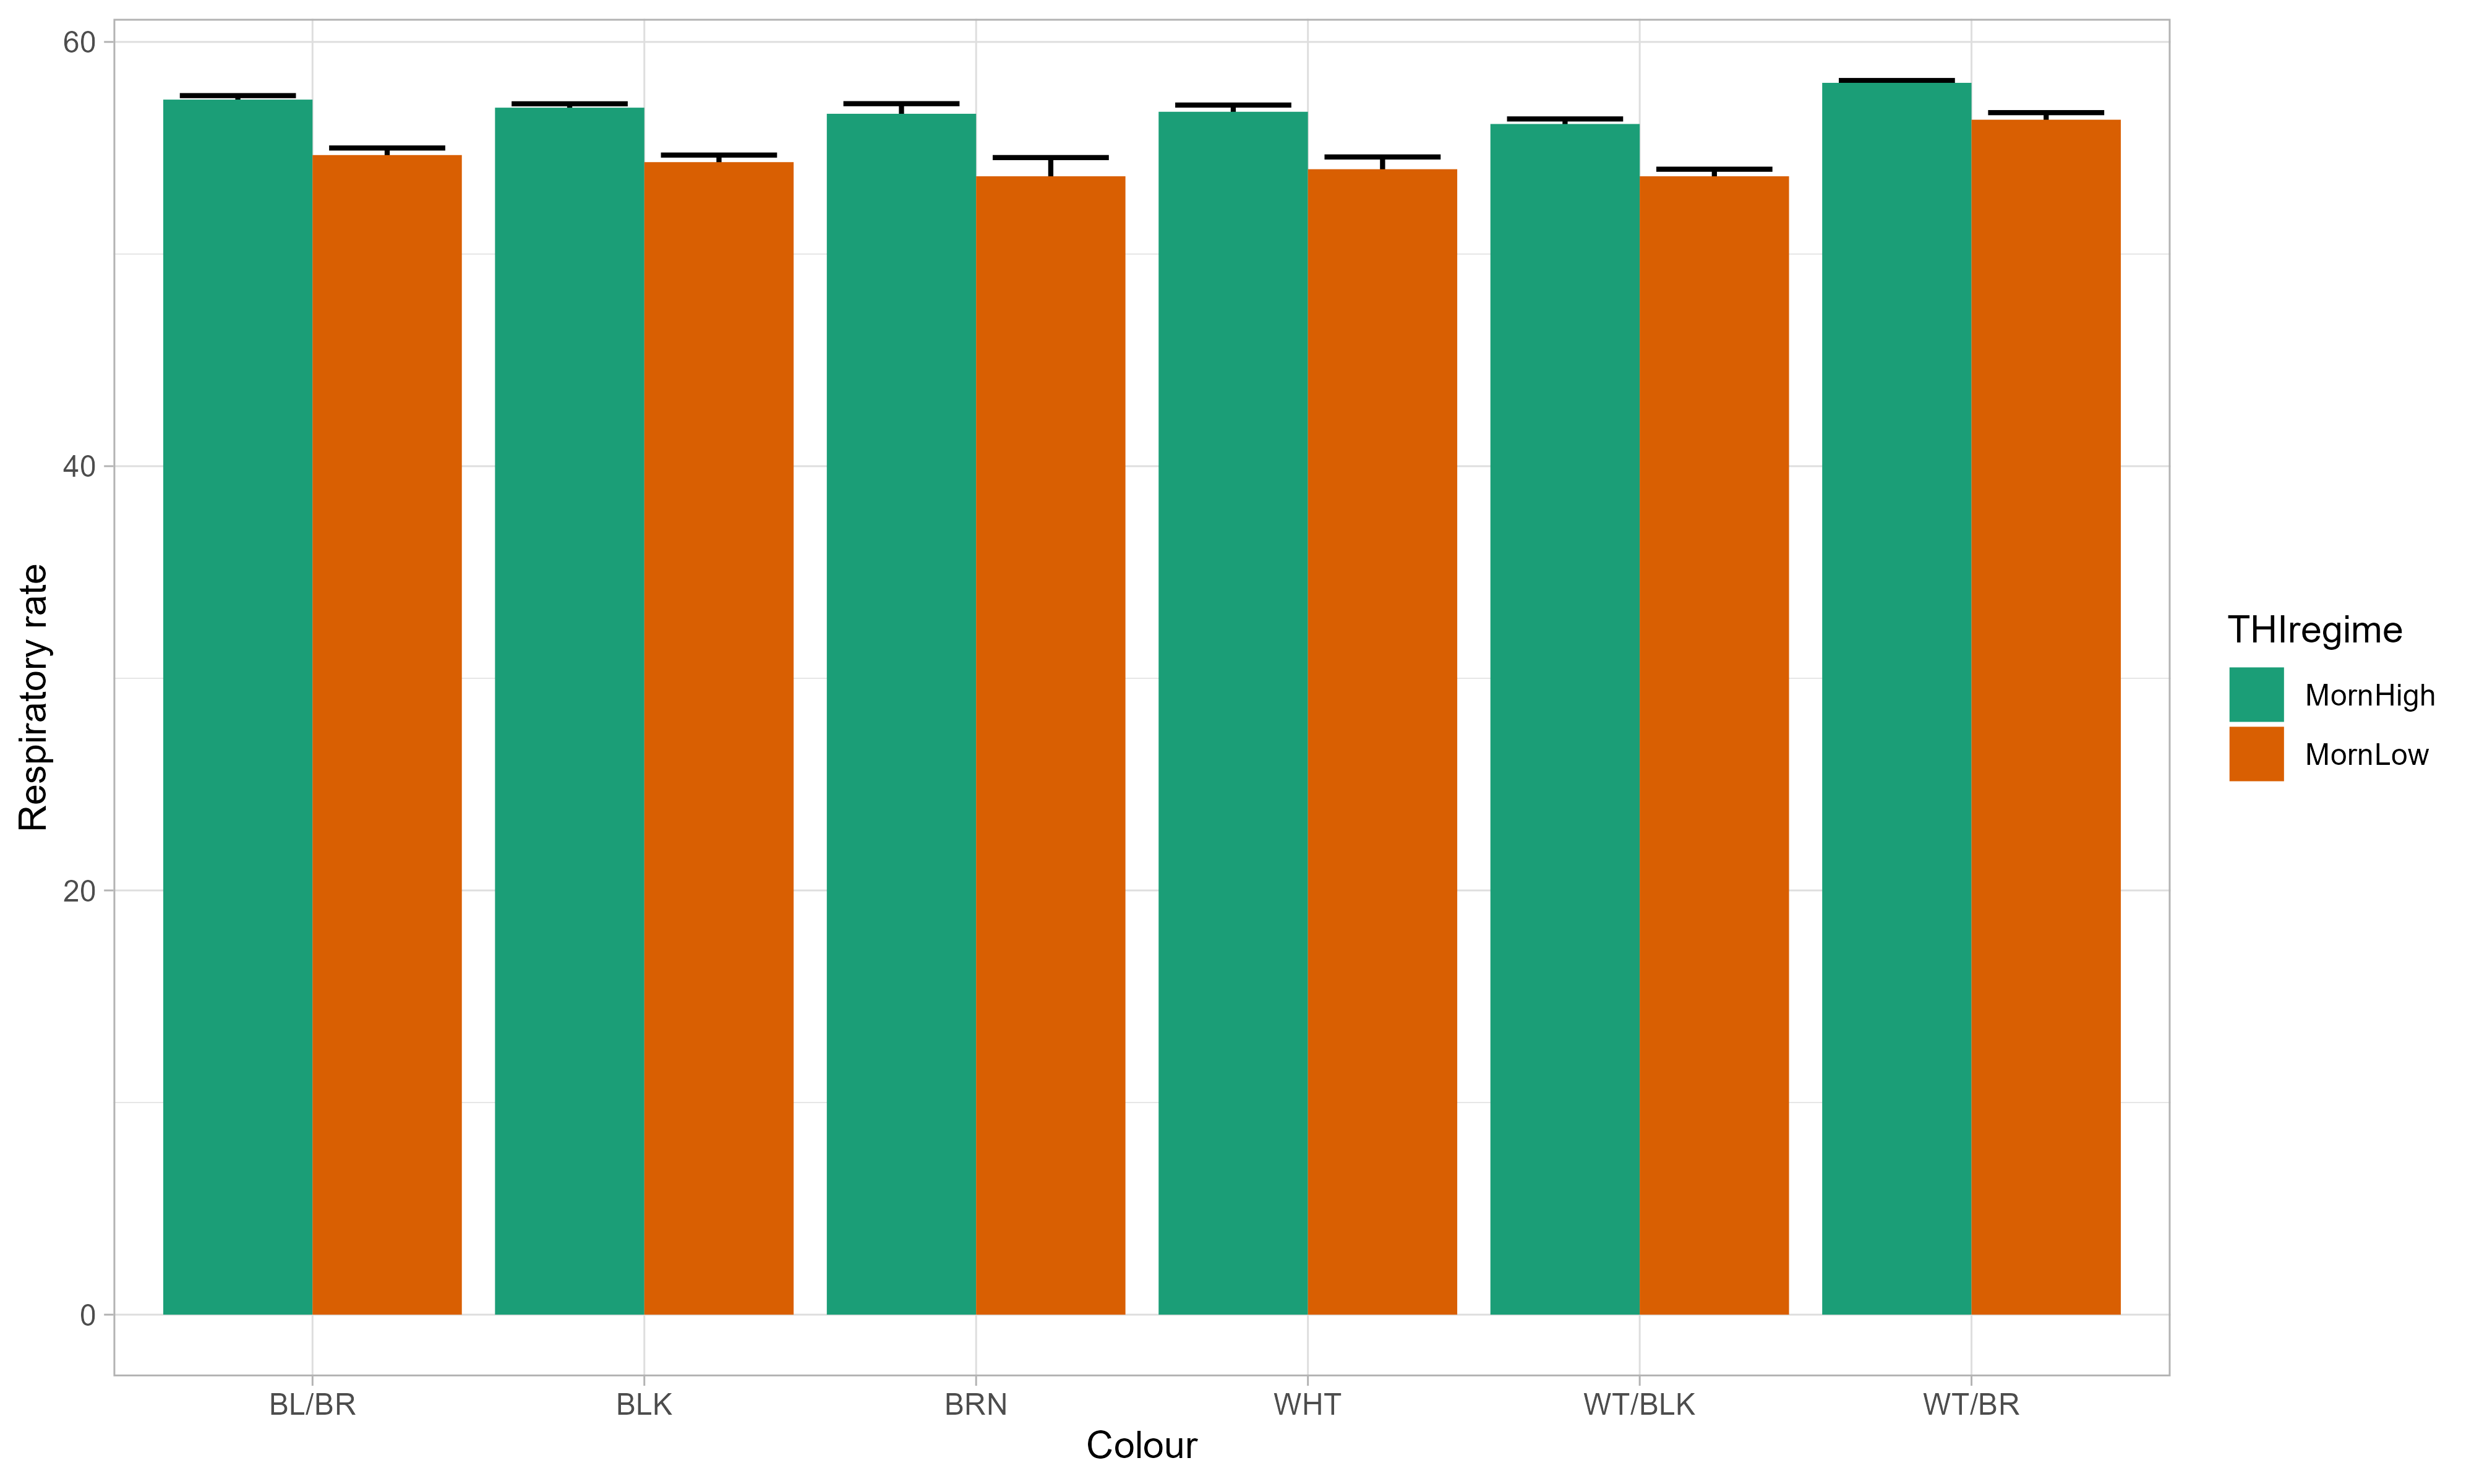 60
40
20
0
Respiratory rate
BL/BR
BLK
BRN
WHT
WT/BLK
WT/BR
Colour
THIregime
MornHigh
MornLow